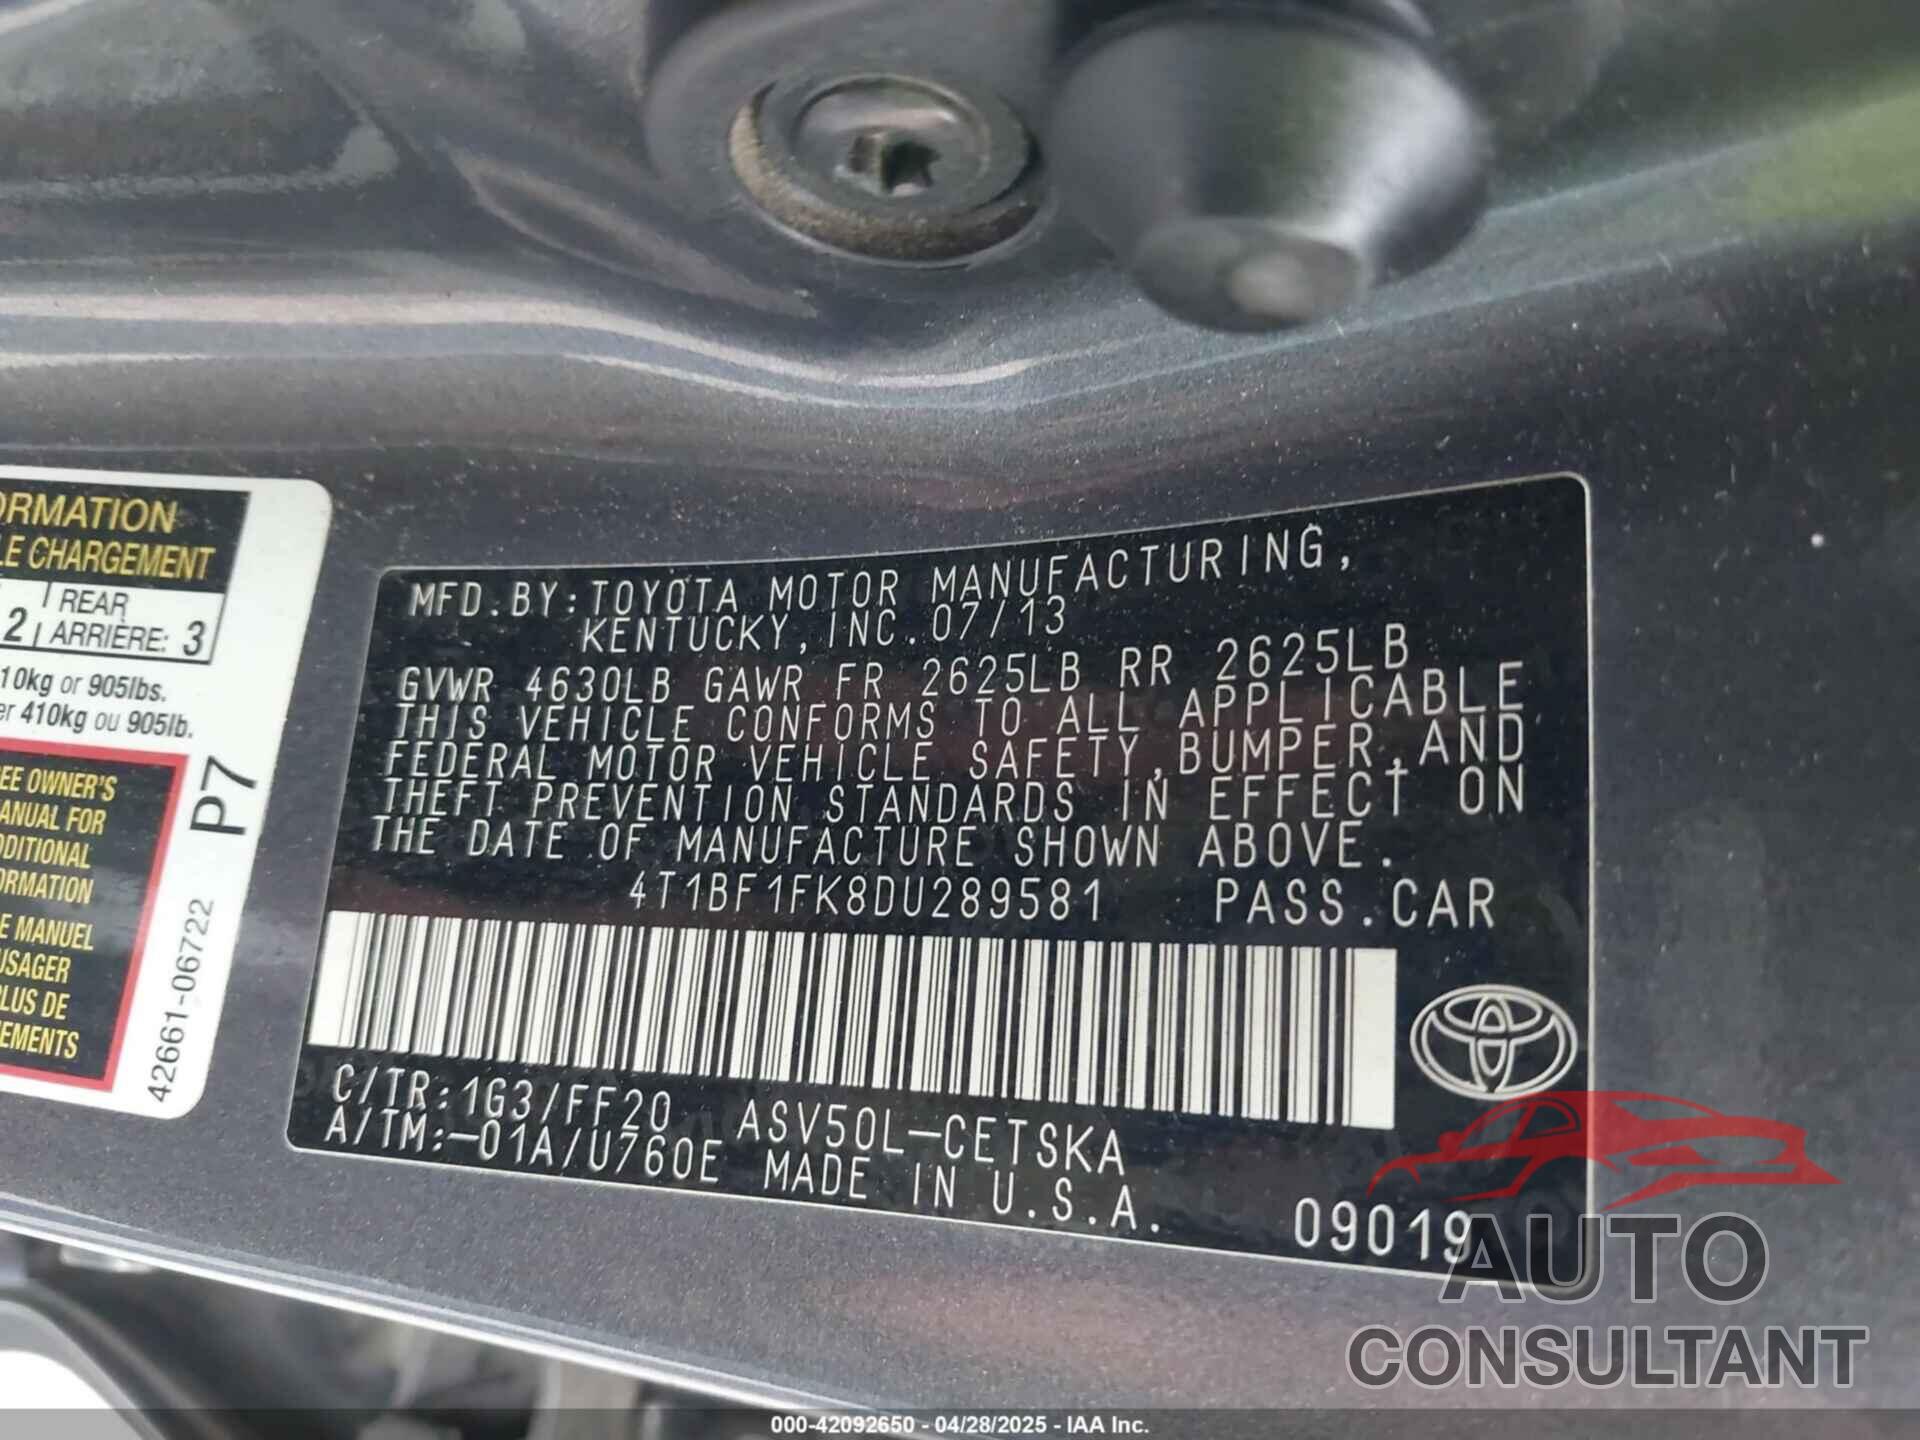 ORMATION
LE CHARGEMENT
REAR
2 ARRIÈRE: 3
10kg or 905lbs.
er 410kg ou 905lb.
EE OWNER'S
ANUAL FOR
DDITIONAL
ORMATION
E MANUEL
USAGER
PLUS DE
EMENTS
P7
42661-06722
MFD.BY:TOYOTA MOTOR MANUFACTURING,
KENTUCKY,INC.07/13
GVWR 4630LB GAWR FR 2625LB RR 2625LB
THIS VEHICLE CONFORMS TO ALL APPLICABLE
FEDERAL MOTOR VEHICLE SAFETY,BUMPER,AND
THEFT PREVENTION STANDARDS IN EFFECT ON
THE DATE OF MANUFACTURE SHOWN ABOVE.
4T1BF1FK8DU289581 PASS.CAR
C/TR:1G3/FF20 ASV50L-CETSKA
A/TM:-01A/U760E MADE IN U.S.A.
09019
AUTO
CONSULTANT
000-42092650 - 04/28/2025 - IAA Inc.